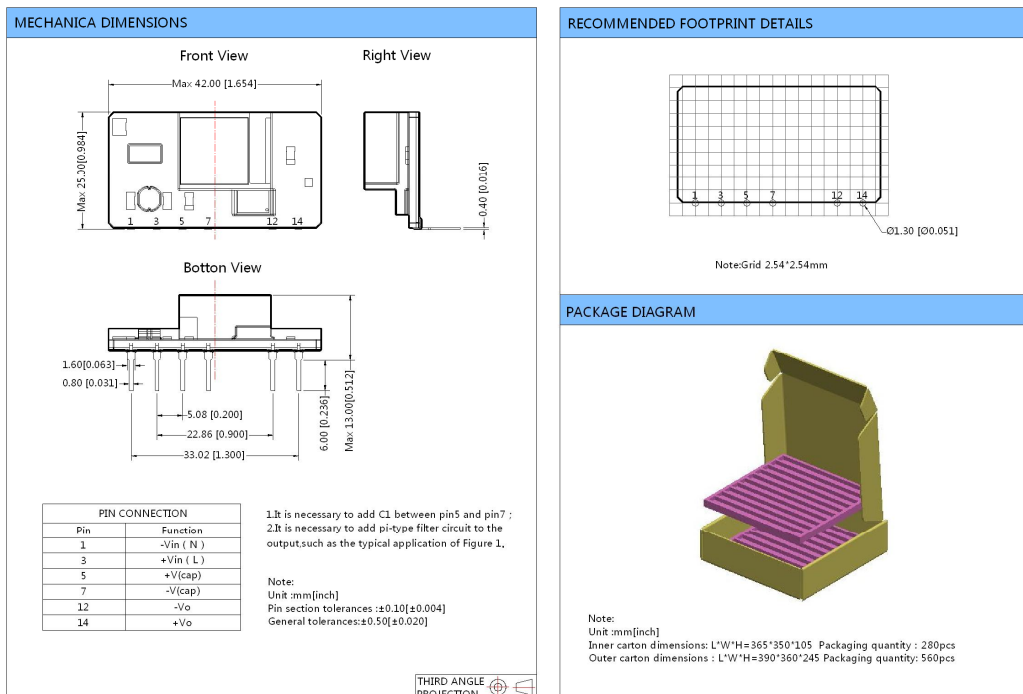 MECHANICA DIMENSIONS
Front View
Right View
Max 42.00 [1.654]
Max 25.00[0.984]
0.40 [0.016]
1 3 5 7 12 14
Botton View
1.60[0.063]
0.80 [0.031]
5.08 [0.200]
22.86 [0.900]
33.02 [1.300]
6.00 [0.236]
Max 13.00[0.512]
PIN CONNECTION
Pin Function
1 -Vin ( N )
3 +Vin ( L )
5 +V(cap)
7 -V(cap)
12 -Vo
14 +Vo
1.It is necessary to add C1 between pin5 and pin7 ;
2.It is necessary to add pi-type filter circuit to the
output,such as the typical application of Figure 1.
Note:
Unit :mm[inch]
Pin section tolerances :±0.10[±0.004]
General tolerances:±0.50[±0.020]
THIRD ANGLE
PROJECTION
RECOMMENDED FOOTPRINT DETAILS
1 3 5 7 12 14
Ø1.30 [Ø0.051]
Note:Grid 2.54*2.54mm
PACKAGE DIAGRAM
Note:
Unit :mm[inch]
Inner carton dimensions: L*W*H=365*350*105 Packaging quantity : 280pcs
Outer carton dimensions : L*W*H=390*360*245 Packaging quantity: 560pcs